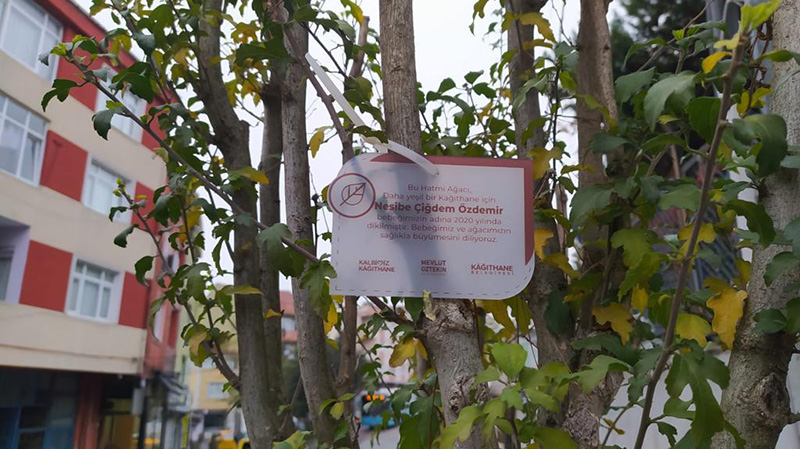 Bu Hatmi Ağacı,
Daha yeşil bir Kağıthane için
Nesibe Çiğdem Özdemir
bebeğimizin adına 2020 yılında
dikilmiştir. Bebeğimiz ve ağacımızın
sağlıkla büyümesini diliyoruz.
KALBİMİZ
KAĞITHANE
MEVLÜT
ÖZTEKİN
KÂĞITHANE
BELEDİYESİ